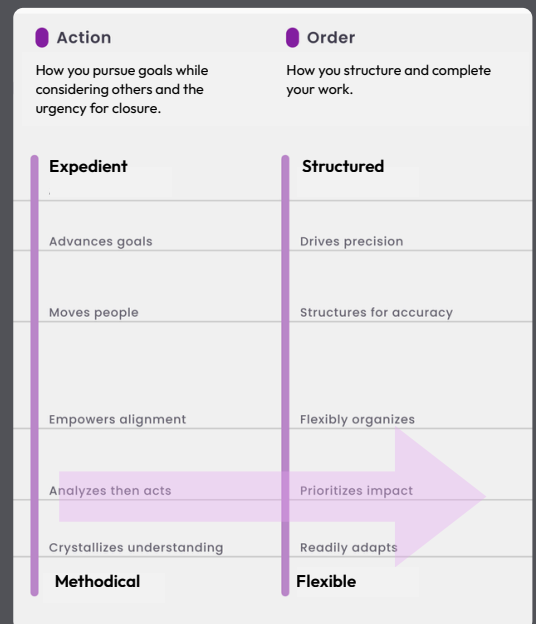 Action
How you pursue goals while
considering others and the
urgency for closure.
Expedient
Advances goals
Moves people
Empowers alignment
Analyzes then acts
Crystallizes understanding
Methodical
Order
How you structure and complete
your work.
Structured
Drives precision
Structures for accuracy
Flexibly organizes
Prioritizes impact
Readily adapts
Flexible